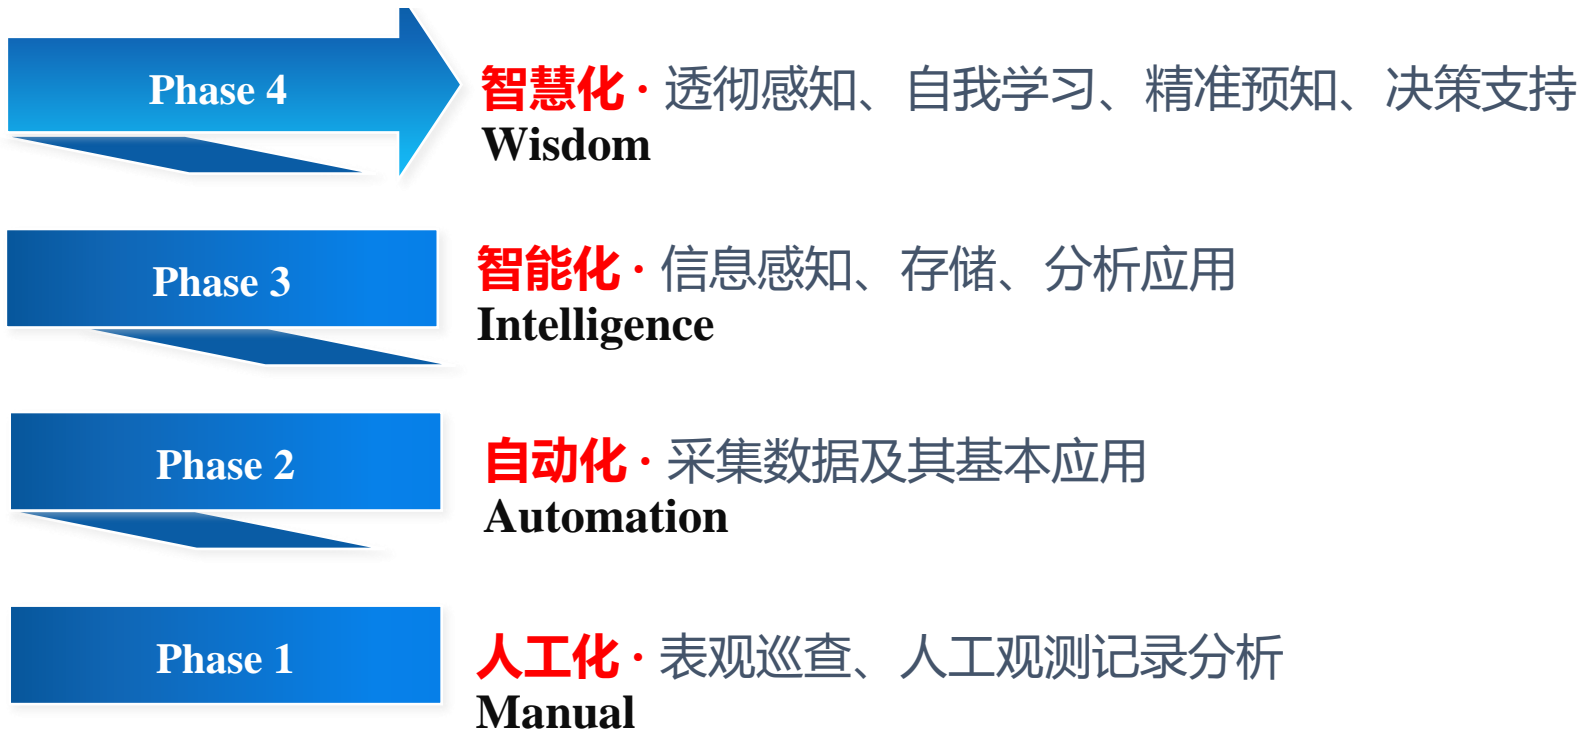 Phase 4
智慧化 · 透彻感知、自我学习、精准预知、决策支持
Wisdom
Phase 3
智能化 · 信息感知、存储、分析应用
Intelligence
Phase 2
自动化 · 采集数据及其基本应用
Automation
Phase 1
人工化 · 表观巡查、人工观测记录分析
Manual